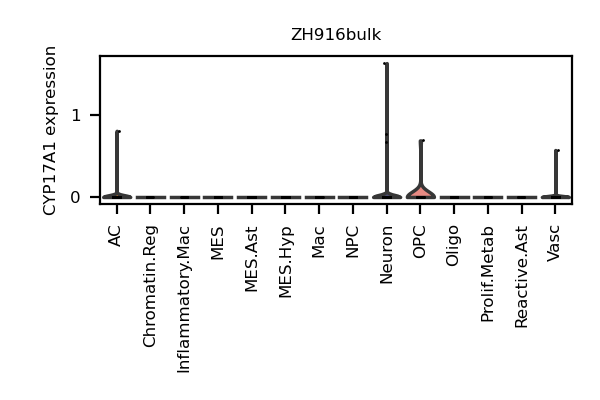 ZH916bulk
CYP17A1 expression
1
0
AC
Chromatin.Reg
Inflammatory.Mac
MES
MES.Ast
MES.Hyp
Mac
NPC
Neuron
OPC
Oligo
Prolif.Metab
Reactive.Ast
Vasc